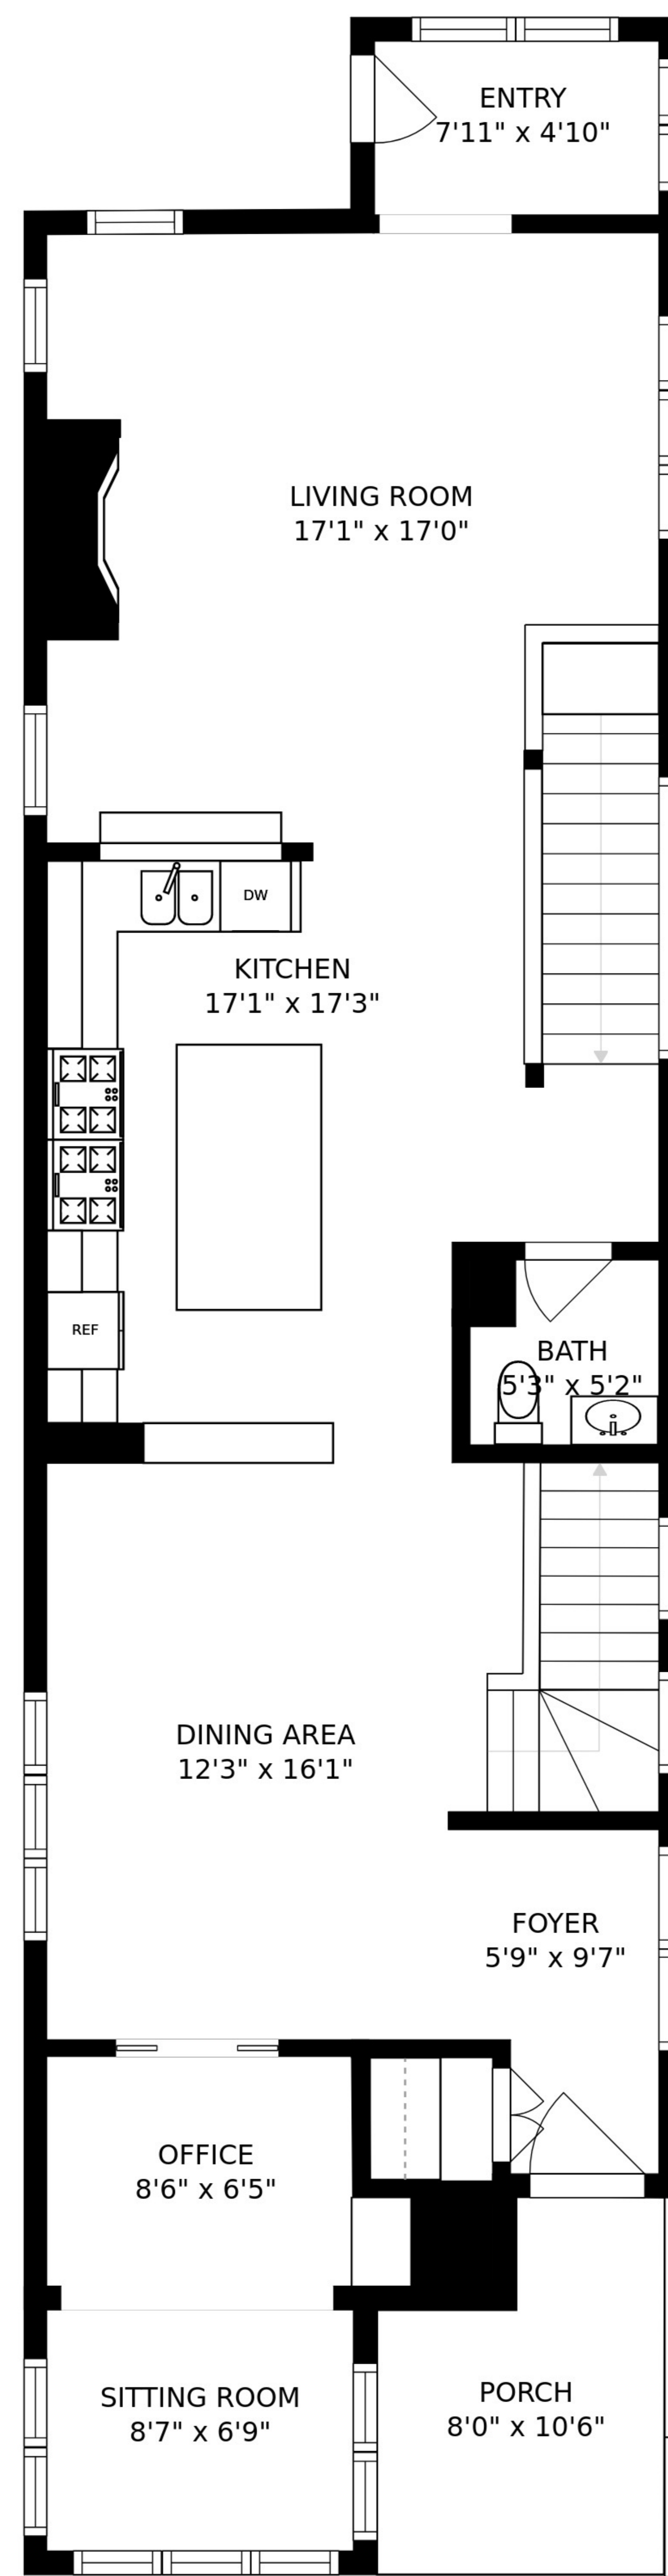 ENTRY
7'11" x 4'10"
LIVING ROOM
17'1" x 17'0"
DW
KITCHEN
17'1" x 17'3"
REF
BATH
5'3" x 5'2"
DINING AREA
12'3" x 16'1"
FOYER
5'9" x 9'7"
OFFICE
8'6" x 6'5"
SITTING ROOM
8'7" x 6'9"
PORCH
8'0" x 10'6"